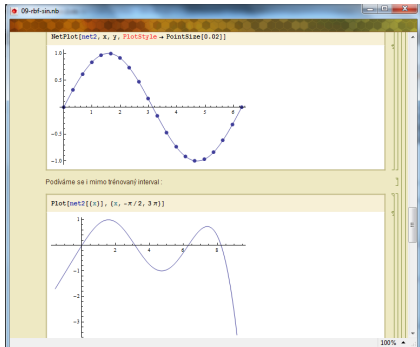 09-rbf-sin.nb
NetPlot[net2, x, y, PlotStyle → PointSize[0.02]]
1.0
0.5
1 2 3 4 5 6
-0.5
-1.0
Podíváme se i mimo trénovaný interval:
Plot[net2[{x}], {x, -π/2, 3 π}]
1
2 4 6 8
-1
-2
-3
100%